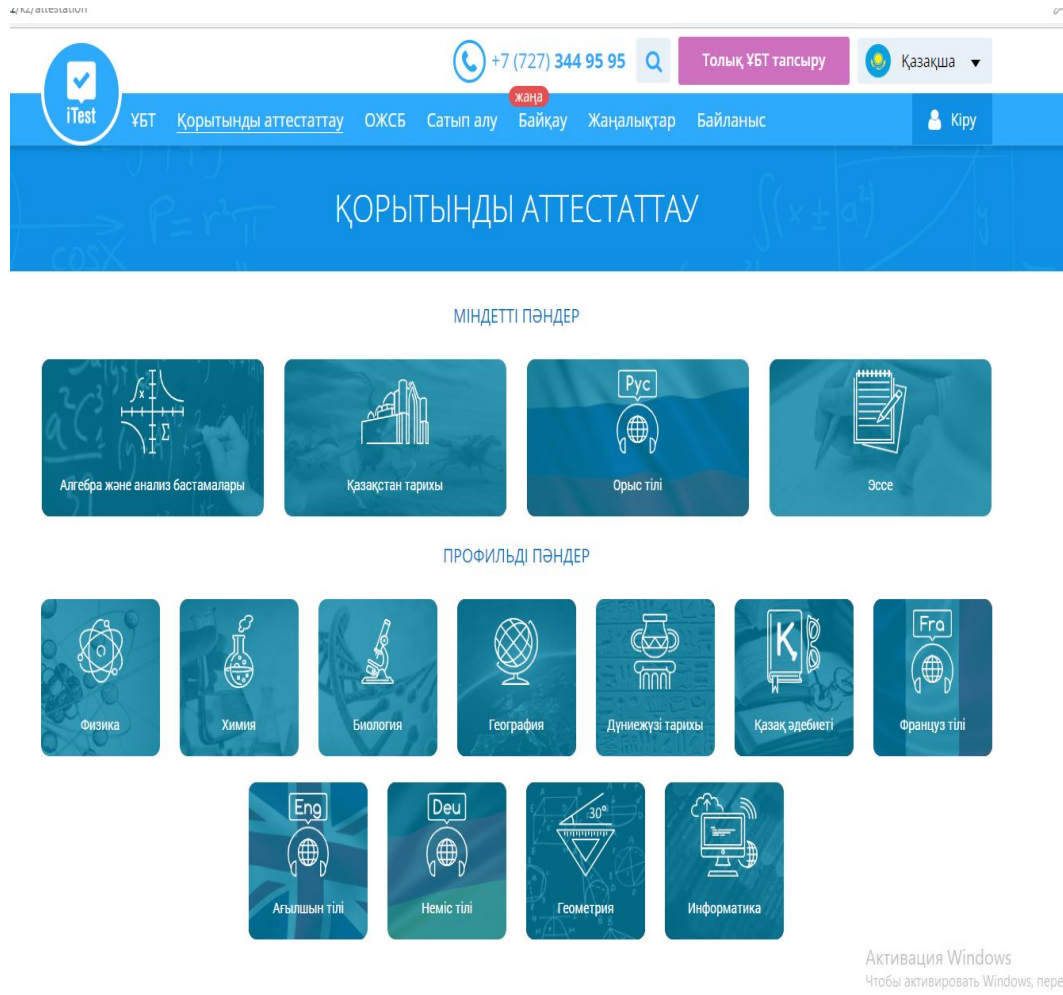 /kz/attestation
+7 (727) 344 95 95
Толық ҰБТ тапсыру
Қазақша
iTest
жаңа
ҰБТ Қорытынды аттестаттау ОЖСБ Сатып алу Байқау Жаңалықтар Байланыс Кіру
ҚОРЫТЫНДЫ АТТЕСТАТТАУ
МІНДЕТТІ ПӘНДЕР
Рус
Алгебра және анализ бастамалары Қазақстан тарихы Орыс тілі Эссе
ПРОФИЛЬДІ ПӘНДЕР
Қ Fra
Физика Химия Биология География Дүниежүзі тарихы Қазақ әдебиеті Француз тілі
Eng Deu 30°
Ағылшын тілі Неміс тілі Геометрия Информатика
Активация Windows
Чтобы активировать Windows, пере